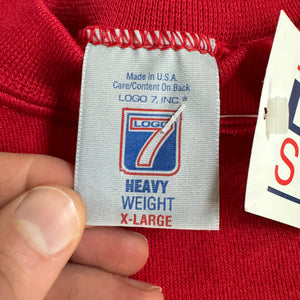 Made in U.S.A.
Care/Content On Back
LOGO 7, INC.®
LOGO
7
HEAVY
WEIGHT
X-LARGE
S